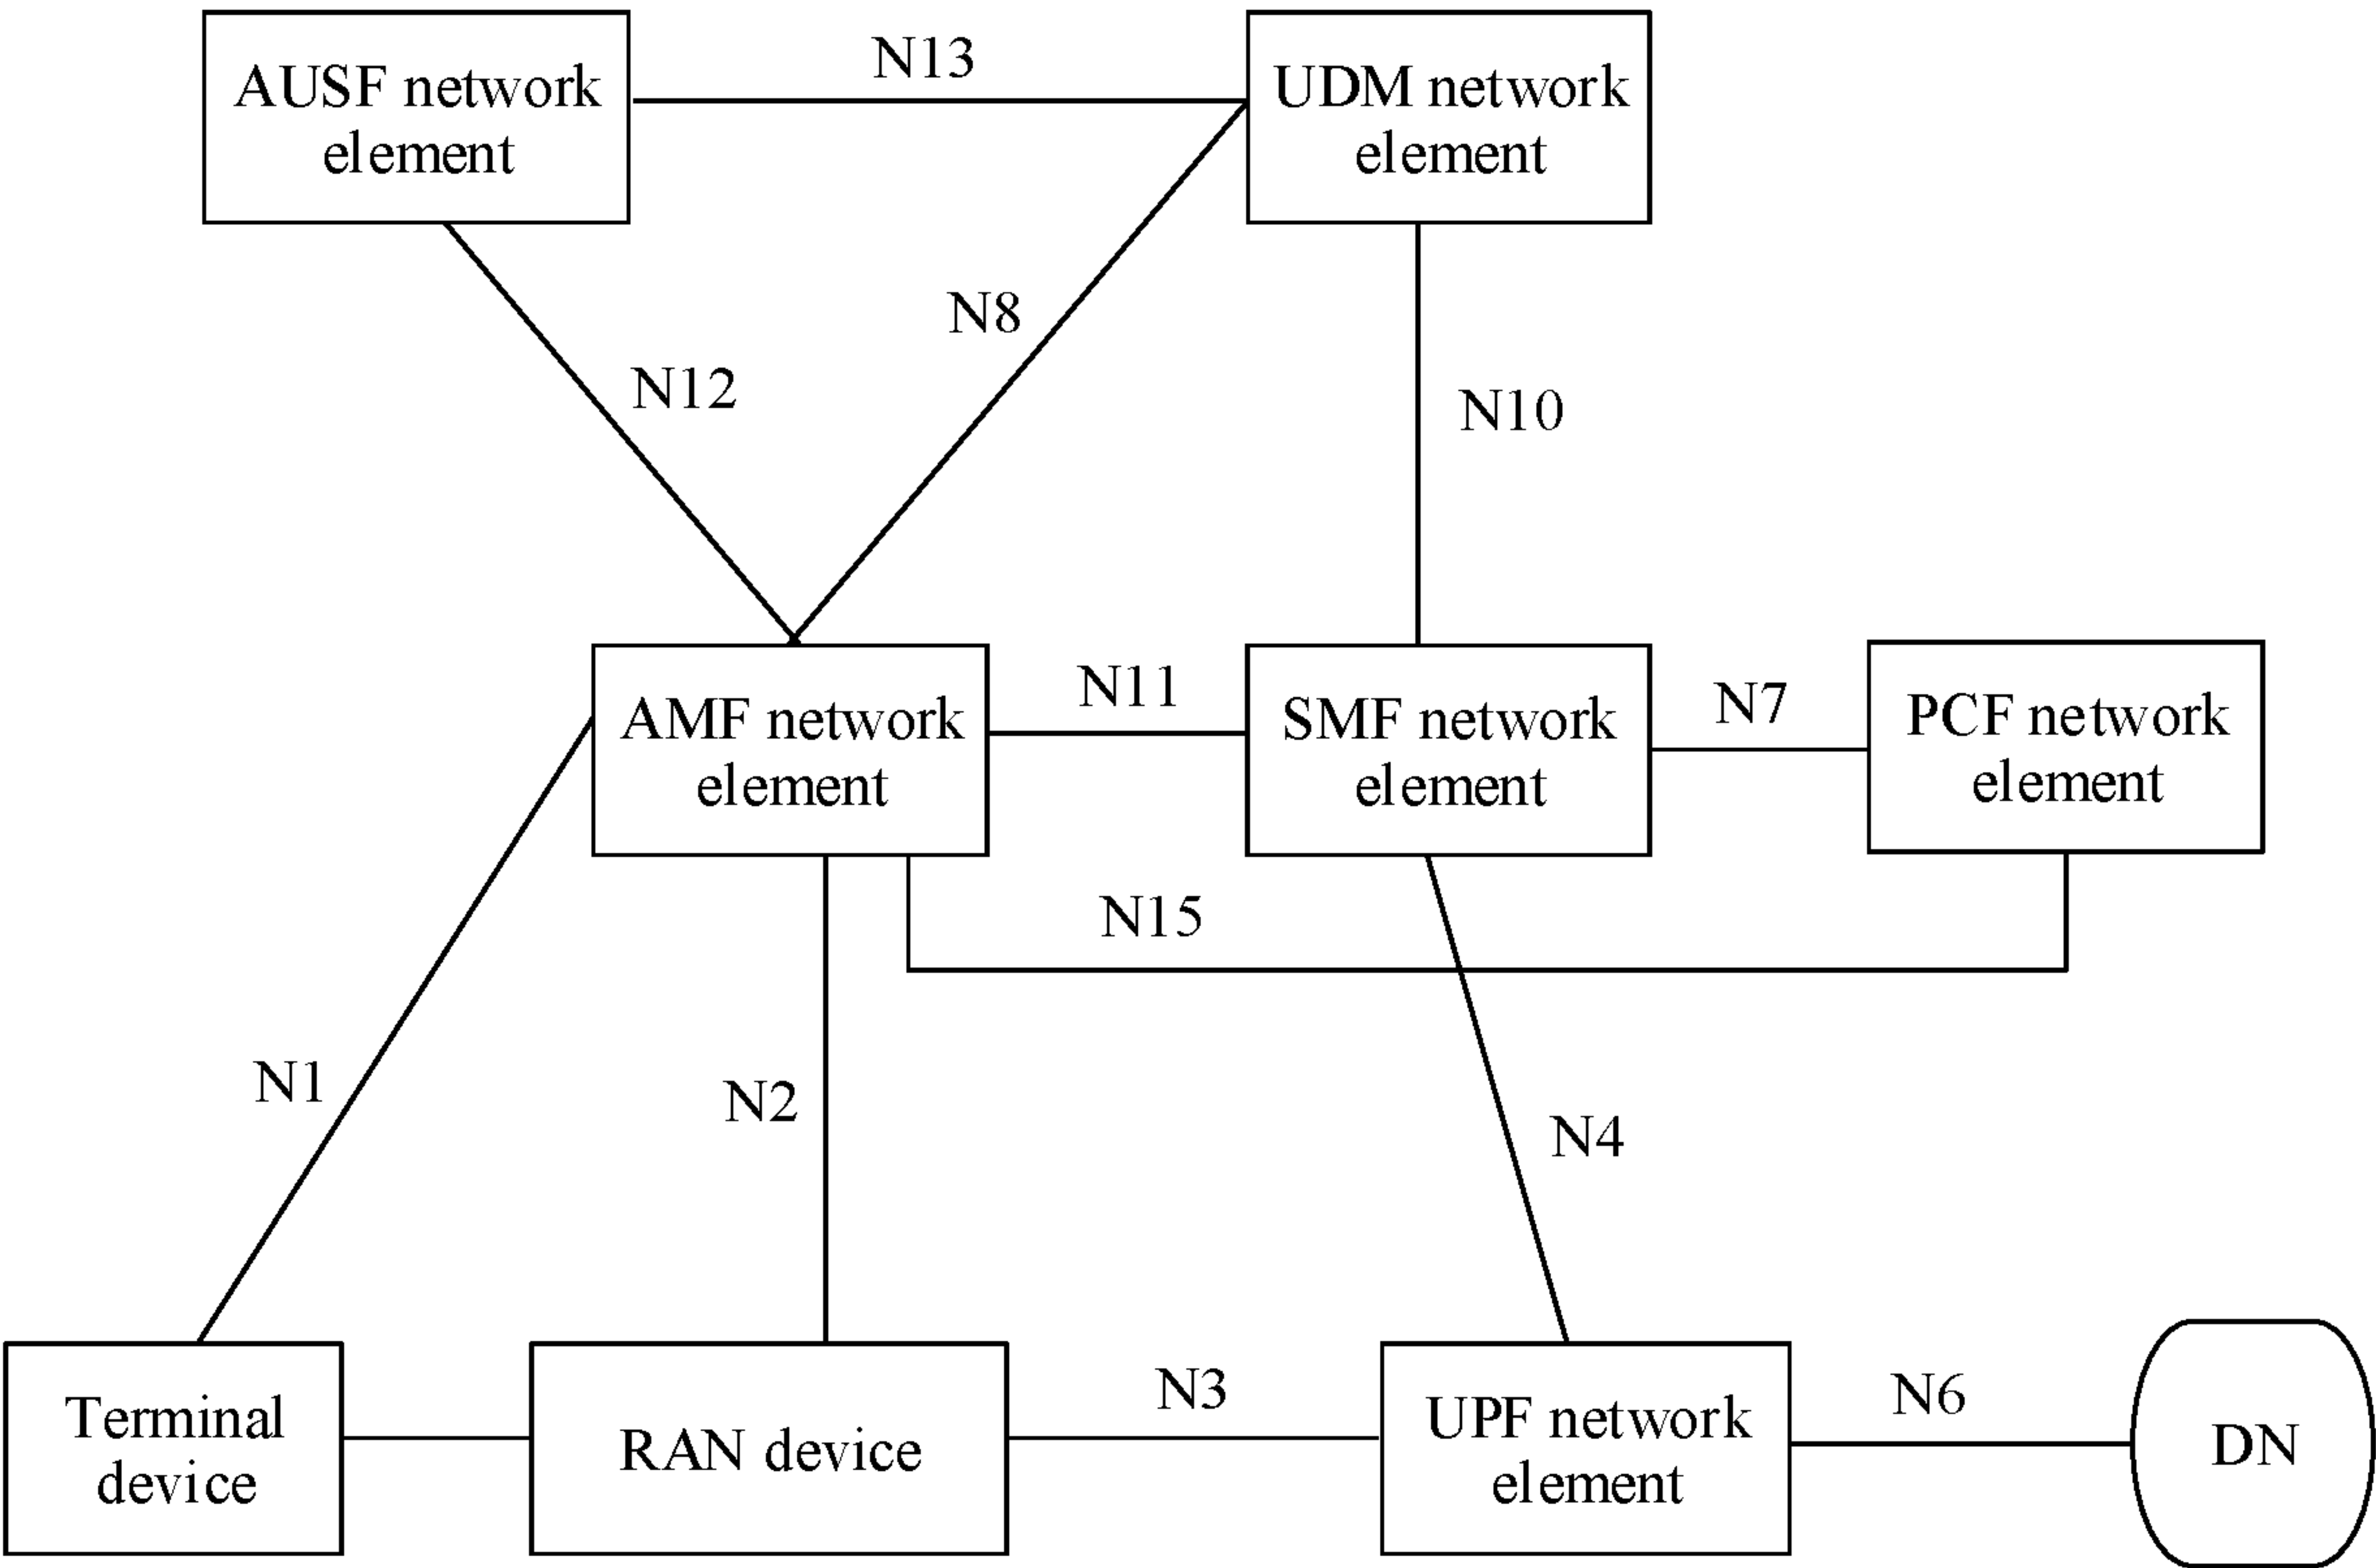 AUSF network
element
N13
UDM network
element
N8
N12
N10
AMF network
element
N11
SMF network
element
N7
PCF network
element
N15
N1
N2
N4
Terminal
device
RAN device
N3
UPF network
element
N6
DN